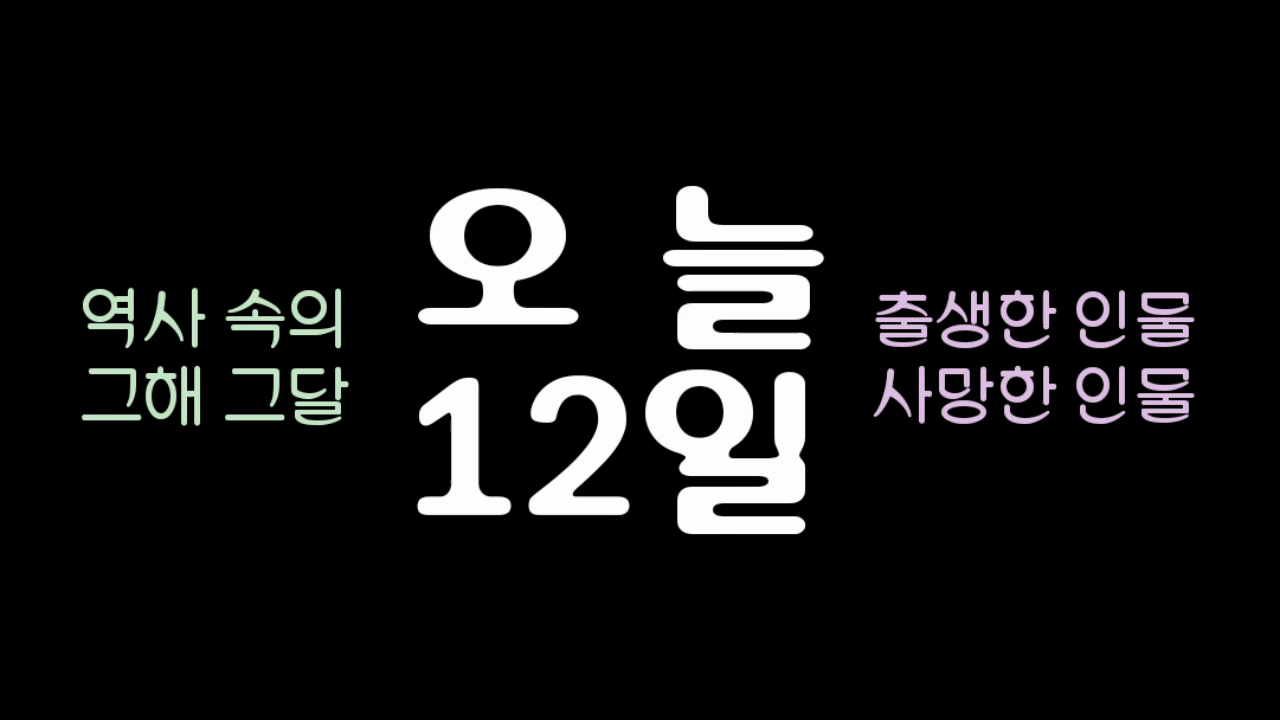 역사 속의
그해 그달
오 늘
12일
출생한 인물
사망한 인물